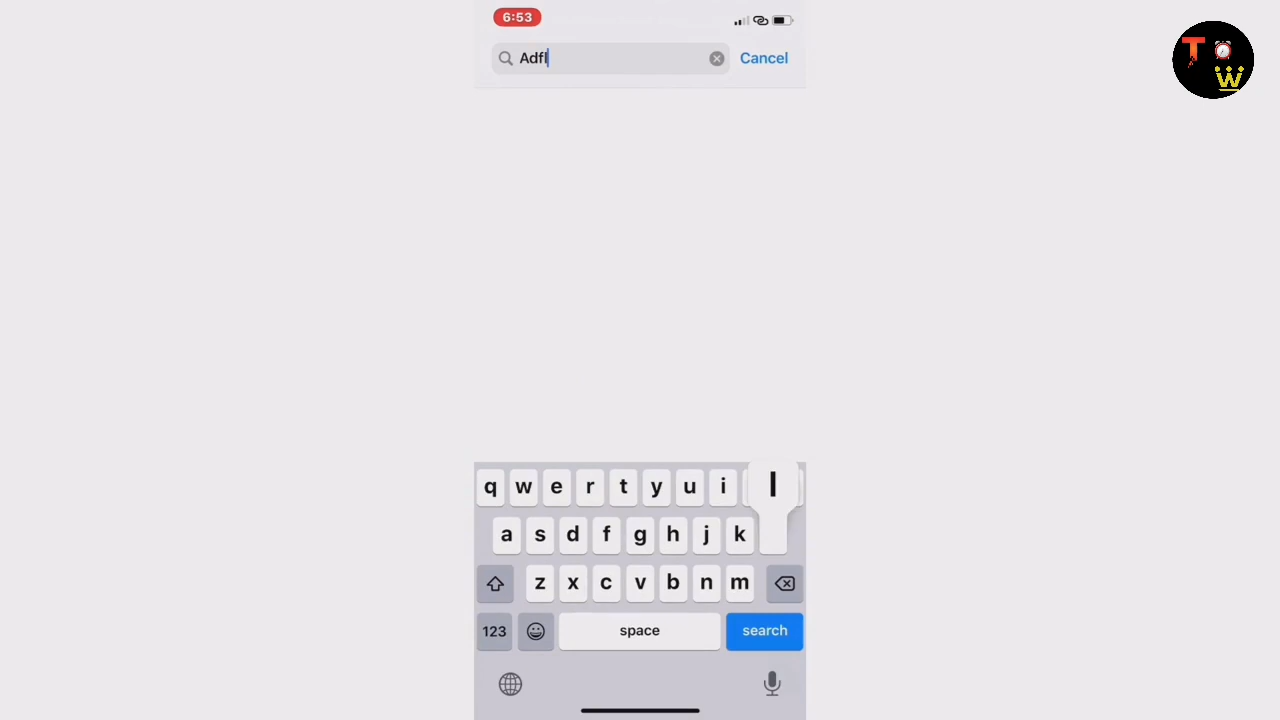 6:53
Adfl
Cancel
T
W
q w e r t y u i l
a s d f g h j k
z x c v b n m
123
space
search